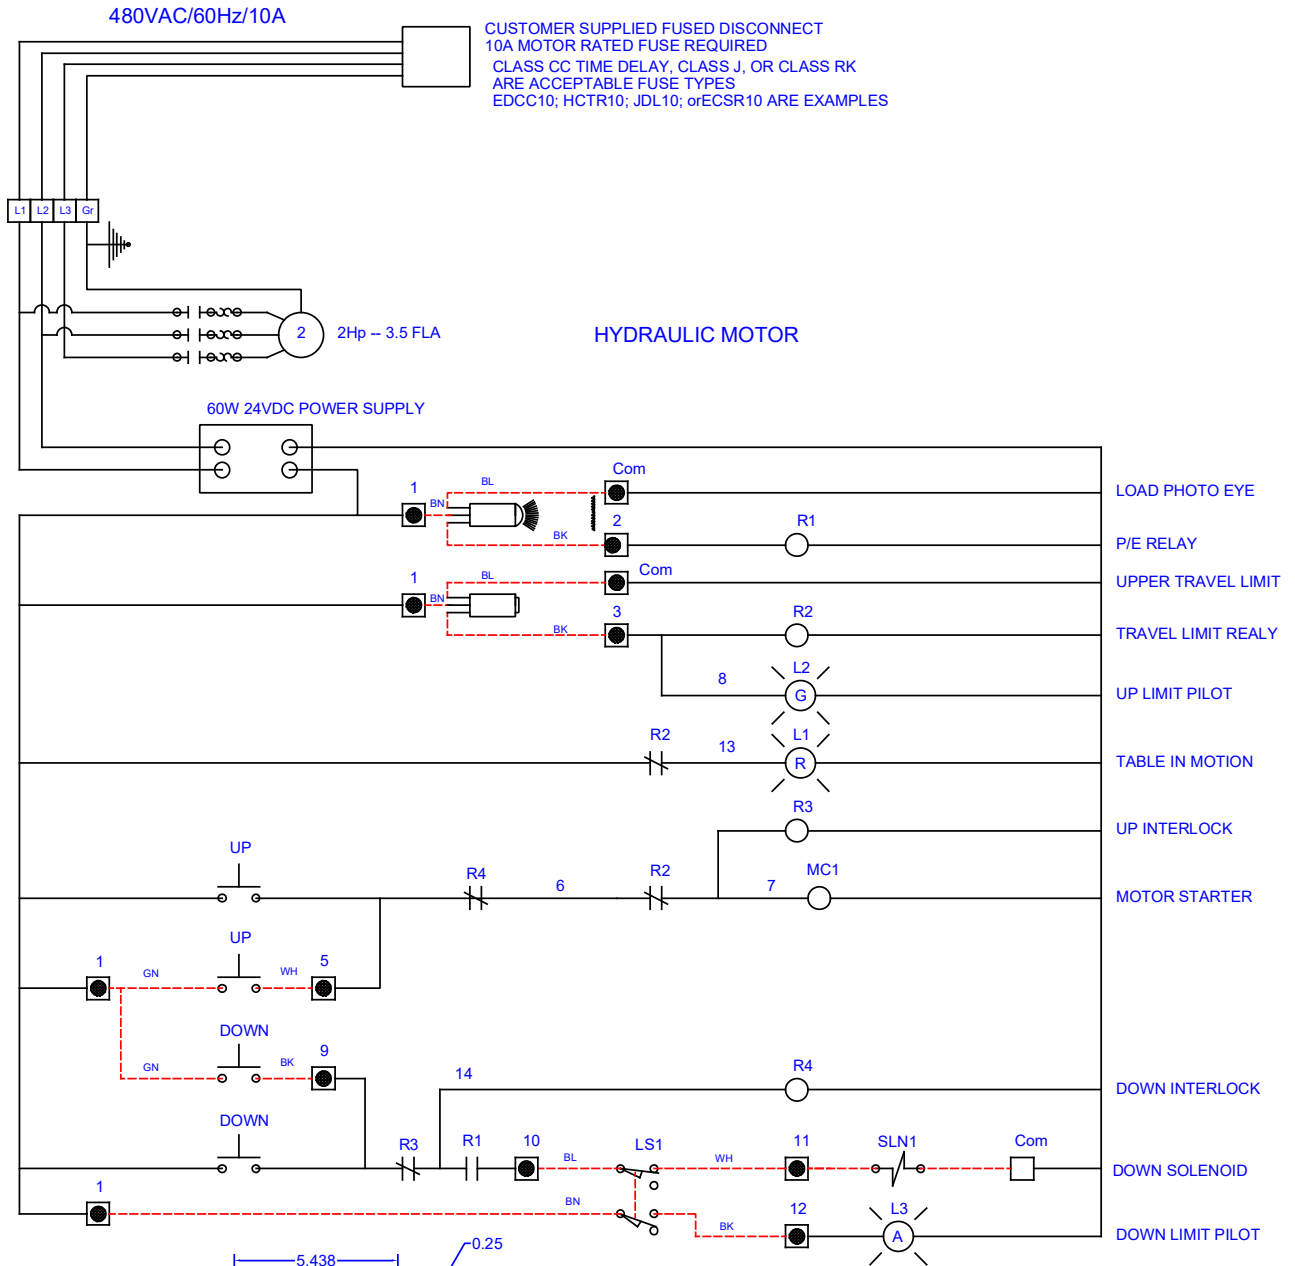 480VAC/60Hz/10A
CUSTOMER SUPPLIED FUSED DISCONNECT
10A MOTOR RATED FUSE REQUIRED
CLASS CC TIME DELAY, CLASS J, OR CLASS RK
ARE ACCEPTABLE FUSE TYPES
EDCC10; HCTR10; JDL10; orECSR10 ARE EXAMPLES
L1 L2 L3 Gr
2 2Hp -- 3.5 FLA
HYDRAULIC MOTOR
60W 24VDC POWER SUPPLY
Com
1 BL
BN LOAD PHOTO EYE
2 R1
BK P/E RELAY
1 BL Com
UPPER TRAVEL LIMIT
BN
3 R2
BK TRAVEL LIMIT REALY
L2
8 G UP LIMIT PILOT
R2 13 L1
R TABLE IN MOTION
R3
UP INTERLOCK
UP
R4 6 R2 7 MC1
MOTOR STARTER
UP
1 GN WH 5
DOWN
GN BK 9
14 R4
DOWN INTERLOCK
DOWN
R3 R1 10 LS1 11 SLN1 Com
BL WH DOWN SOLENOID
1 BN
BK 12 L3
A DOWN LIMIT PILOT
5.438 0.25